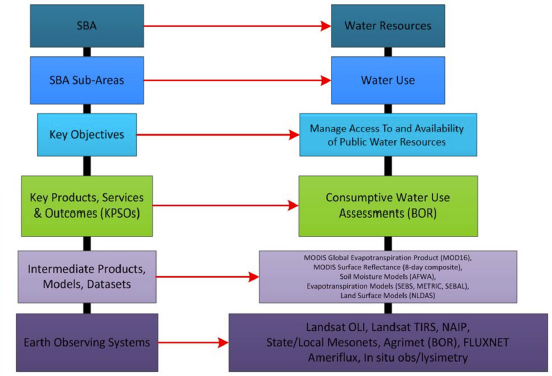 SBA
Water Resources
SBA Sub-Areas
Water Use
Key Objectives
Manage Access To and Availability
of Public Water Resources
Key Products, Services
& Outcomes (KPSOs)
Consumptive Water Use
Assessments (BOR)
Intermediate Products,
Models, Datasets
MODIS Global Evapotranspiration Product (MOD16),
MODIS Surface Reflectance (8-day composite),
Soil Moisture Models (AFWA),
Evapotranspiration Models (SEBS, METRIC, SEBAL),
Land Surface Models (NLDAS)
Earth Observing Systems
Landsat OLI, Landsat TIRS, NAIP,
State/Local Mesonets, Agrimet (BOR), FLUXNET
Ameriflux, In situ obs/lysimetry